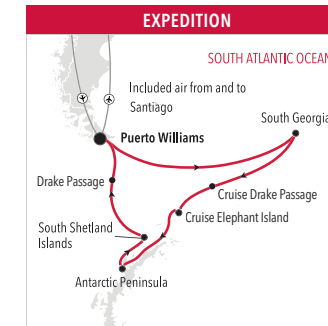 EXPEDITION
SOUTH ATLANTIC OCEAN
Included air from and to
Santiago
South Georgia
Puerto Williams
Drake Passage
Cruise Drake Passage
Cruise Elephant Island
South Shetland
Islands
Antarctic Peninsula